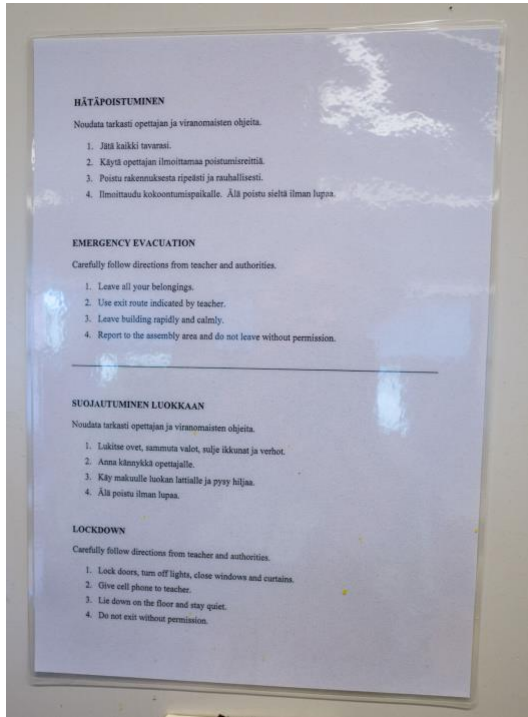 HÄTÄPOISTUMINEN
Noudata tarkasti opettajan ja viranomaisten ohjeita.
1. Jätä kaikki tavarasi.
2. Käytä opettajan ilmoittamaa poistumisreittiä.
3. Poistu rakennuksesta ripeästi ja rauhallisesti.
4. Ilmoittaudu kokoontumispaikalle. Älä poistu sieltä ilman lupaa.
EMERGENCY EVACUATION
Carefully follow directions from teacher and authorities.
1. Leave all your belongings.
2. Use exit route indicated by teacher.
3. Leave building rapidly and calmly.
4. Report to the assembly area and do not leave without permission.
SUOJAUTUMINEN LUOKKAAN
Noudata tarkasti opettajan ja viranomaisten ohjeita.
1. Lukitse ovet, sammuta valot, sulje ikkunat ja verhot.
2. Anna kännykkä opettajalle.
3. Käy makuulle luokan lattialle ja pysy hiljaa.
4. Älä poistu ilman lupaa.
LOCKDOWN
Carefully follow directions from teacher and authorities.
1. Lock doors, turn off lights, close windows and curtains.
2. Give cell phone to teacher.
3. Lie down on the floor and stay quiet.
4. Do not exit without permission.